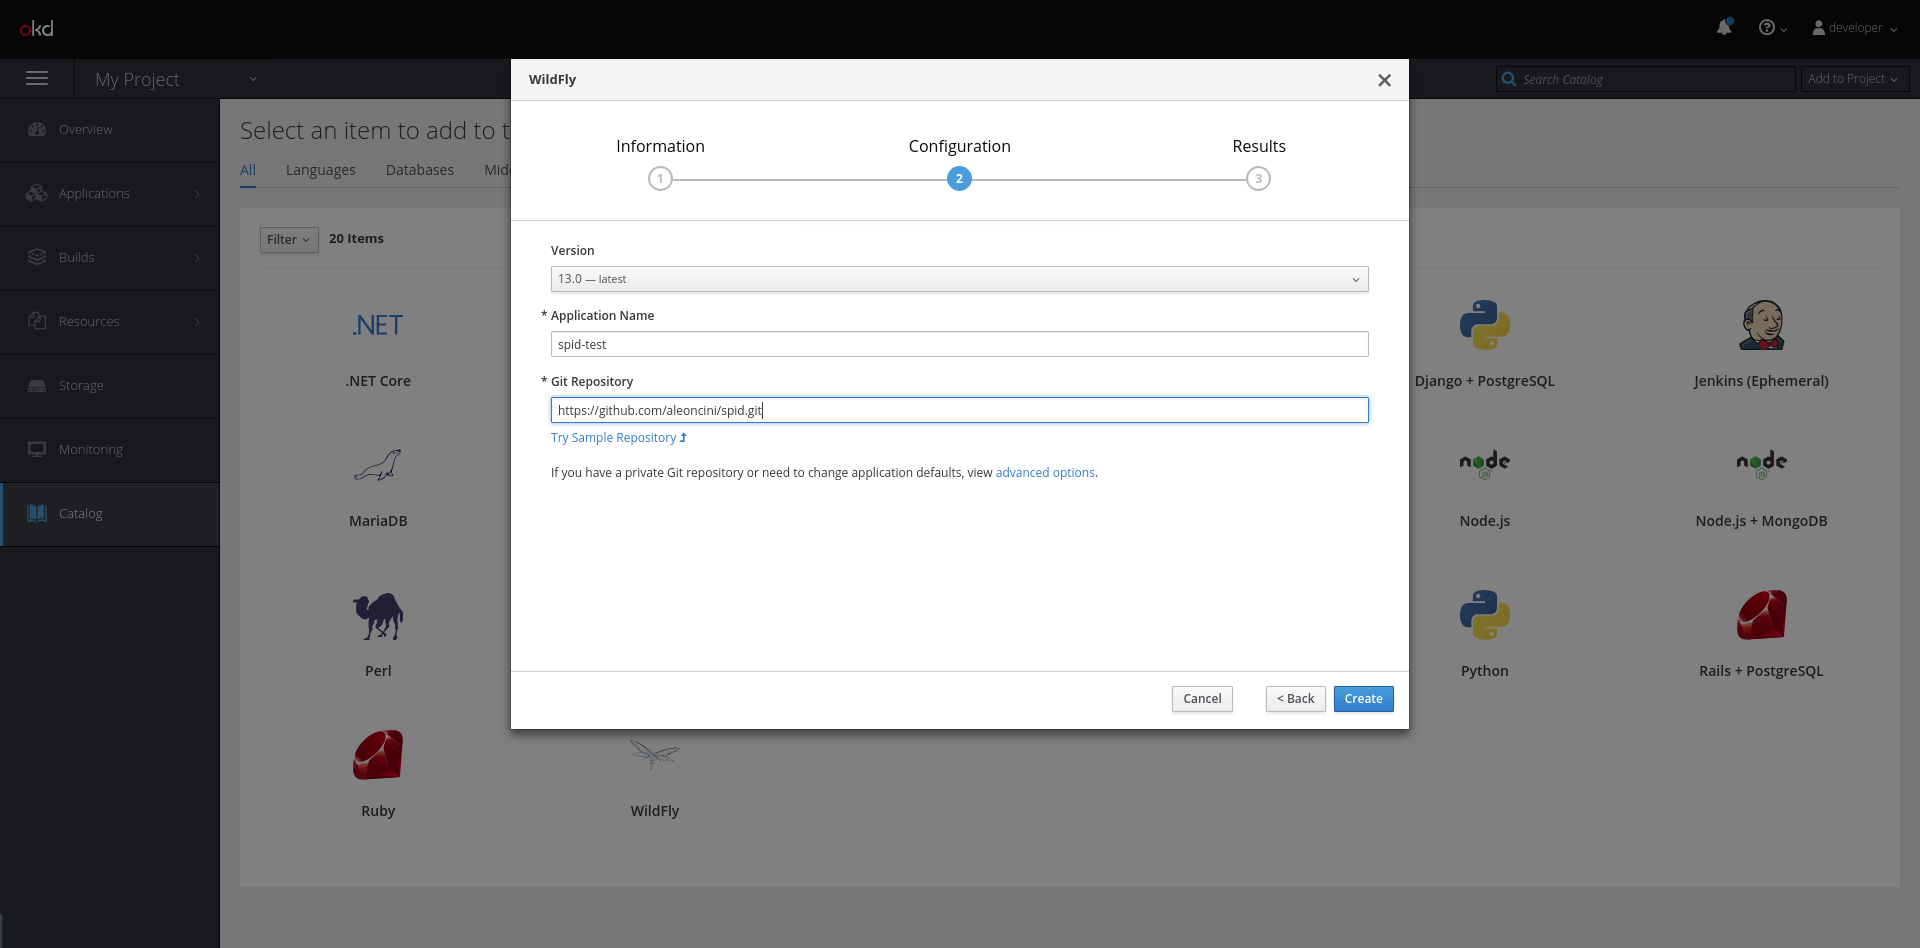 okd
developer
My Project
Search Catalog
Add to Project
Overview
Applications
Builds
Resources
Storage
Monitoring
Catalog
Select an item to add to t
All Languages Databases Mid
Filter 20 Items
.NET
.NET Core
Django + PostgreSQL
Jenkins (Ephemeral)
MariaDB
node
JS
Node.js
node
JS
Node.js + MongoDB
Perl
Python
Rails + PostgreSQL
Ruby
WildFly
WildFly
Information
Configuration
Results
1
2
3
Version
13.0 — latest
* Application Name
spid-test
* Git Repository
https://github.com/aleoncini/spid.git
Try Sample Repository
If you have a private Git repository or need to change application defaults, view advanced options.
Cancel
< Back
Create